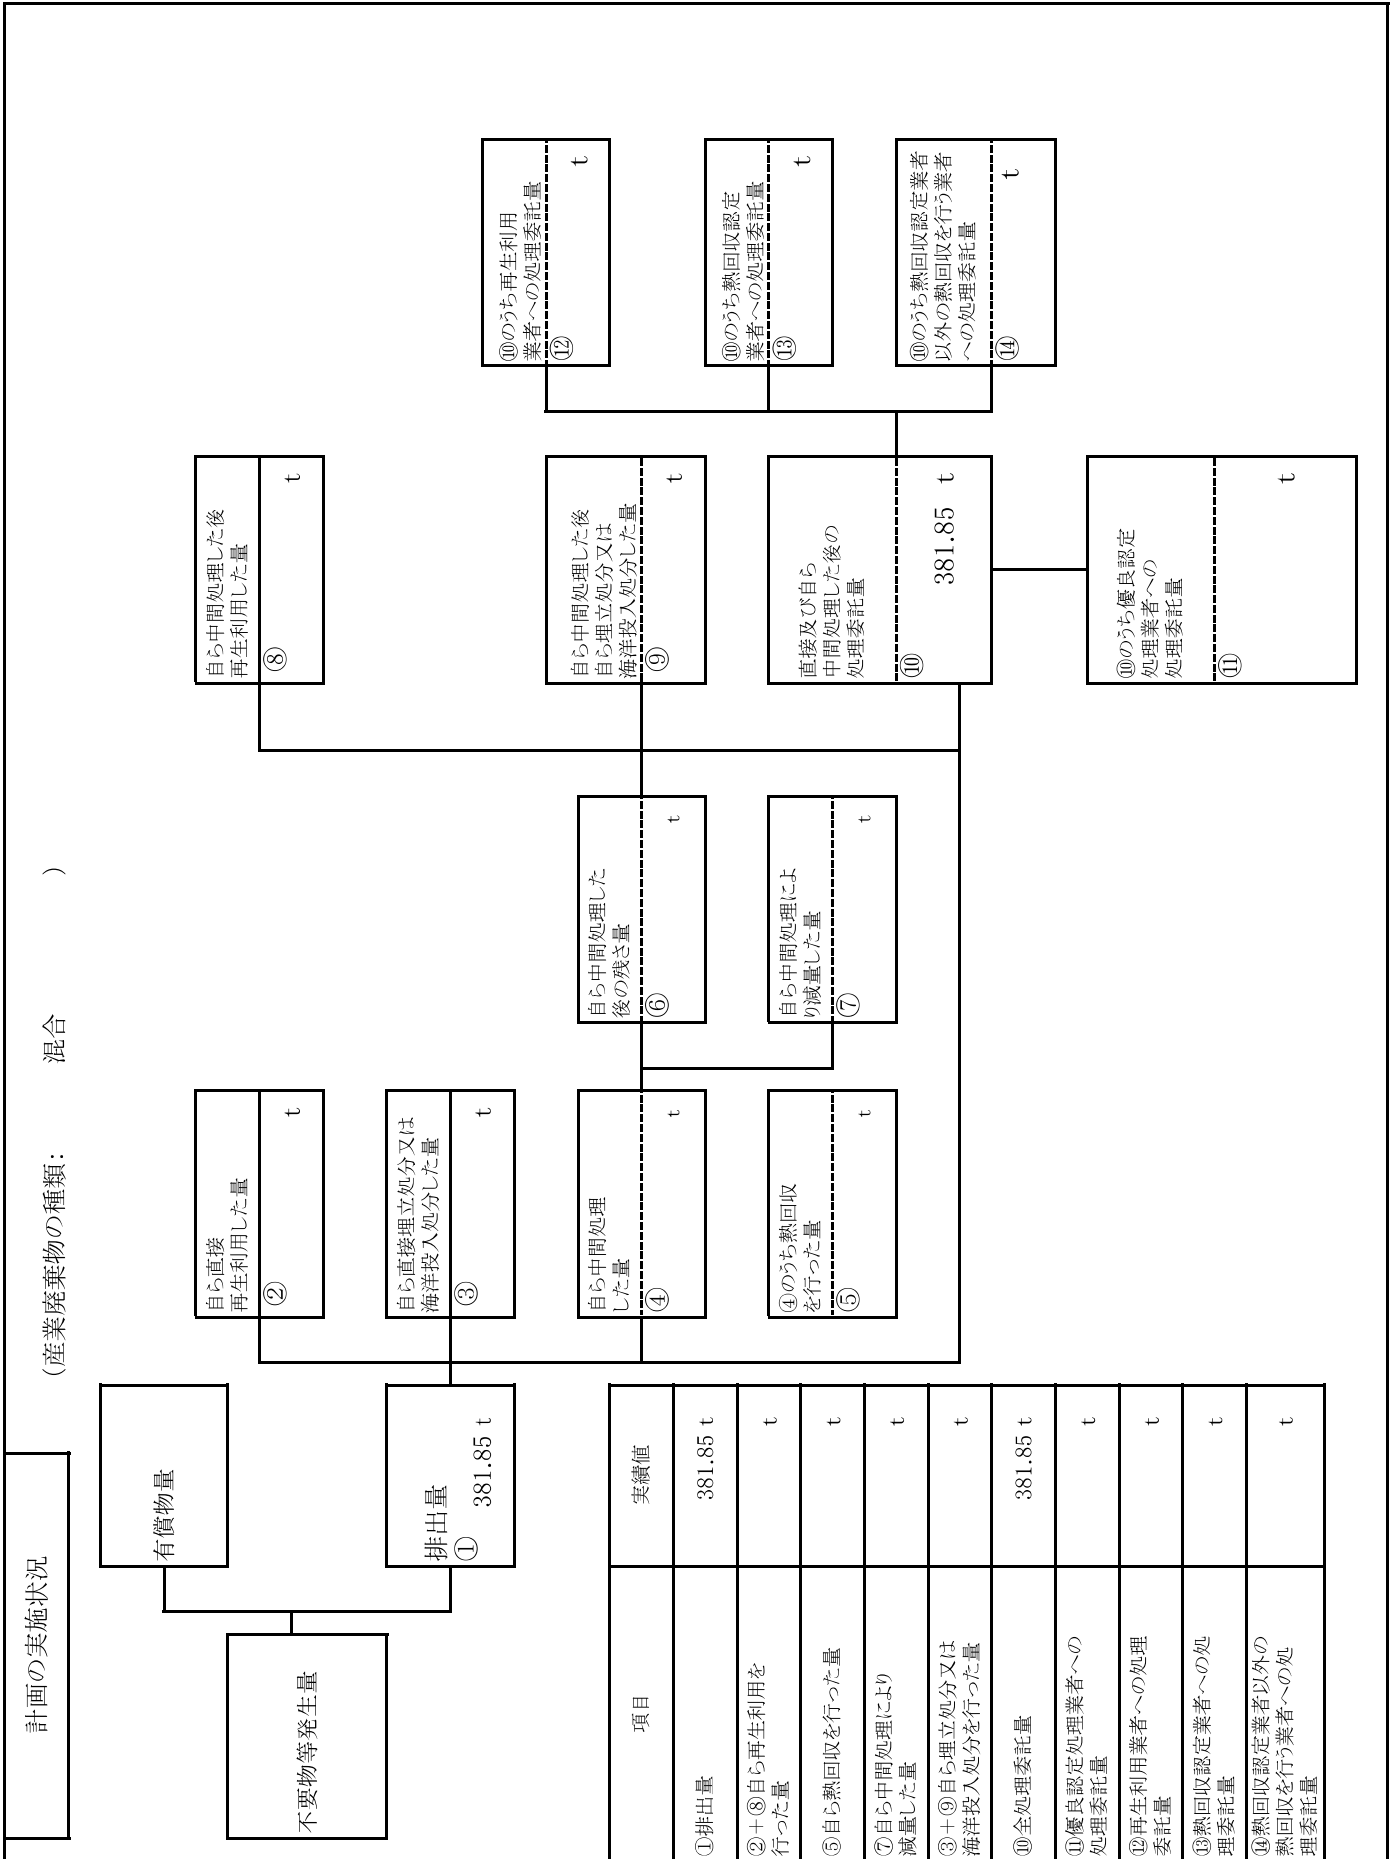 計画の実施状況
(産業廃棄物の種類： 混合 )
不要物等発生量
有償物量
排出量
① 381.85 t
自ら直接
再生利用した量
② t
自ら直接埋立処分又は
海洋投入処分した量
③ t
自ら中間処理
した量
④ t
④のうち熱回収
を行った量
⑤ t
自ら中間処理した
後の残さ量
⑥ t
自ら中間処理によ
り減量した量
⑦ t
自ら中間処理した後
再生利用した量
⑧ t
自ら中間処理した後
自ら埋立処分又は
海洋投入処分した量
⑨ t
直接及び自ら
中間処理した後の
処理委託量
⑩ 381.85 t
⑩のうち優良認定
処理業者への
処理委託量
⑪ t
⑩のうち再生利用
業者への処理委託量
⑫ t
⑩のうち熱回収認定
業者への処理委託量
⑬ t
⑩のうち熱回収認定業者
以外の熱回収を行う業者
への処理委託量
⑭ t
項目 実績値
①排出量 381.85 t
②＋⑧自ら再生利用を
行った量 t
⑤自ら熱回収を行った量 t
⑦自ら中間処理により
減量した量 t
③＋⑨自ら埋立処分又は
海洋投入処分を行った量 t
⑩全処理委託量 381.85 t
⑪優良認定処理業者への
処理委託量 t
⑫再生利用業者への処理
委託量 t
⑬熱回収認定業者への処
理委託量 t
⑭熱回収認定業者以外の
熱回収を行う業者への処
理委託量 t